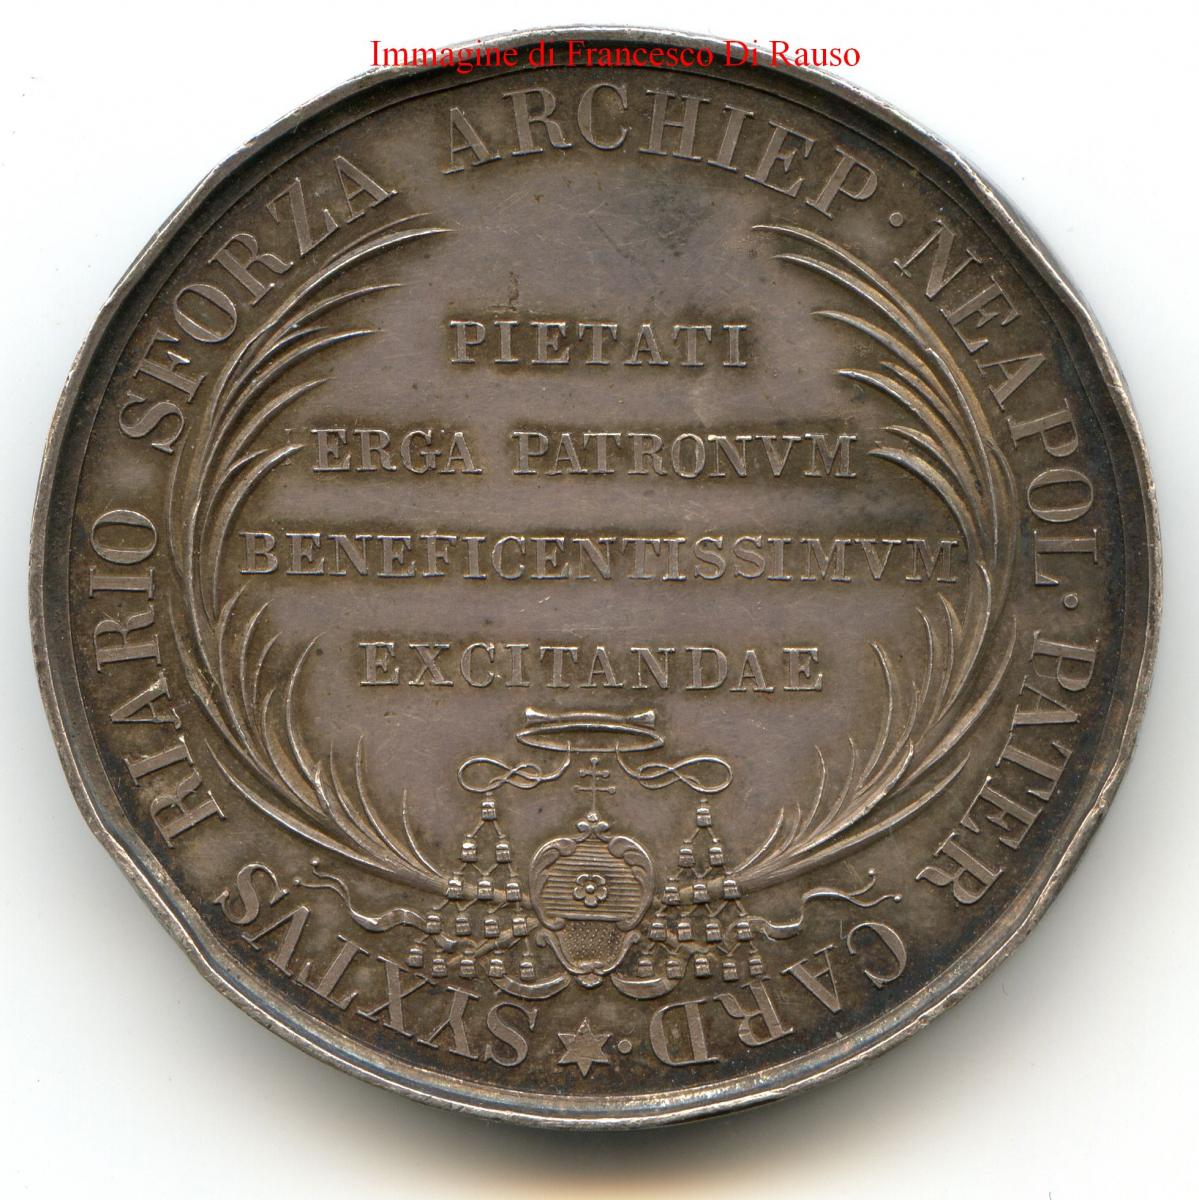 Immagine di Francesco Di Rauso
SYXTVS RIARIO SFORZA ARCHIEP · NEAPOL · PATER CARD ·
PIETATI
ERGA PATRONVM
BENEFICENTISSIMVM
EXCITANDAE